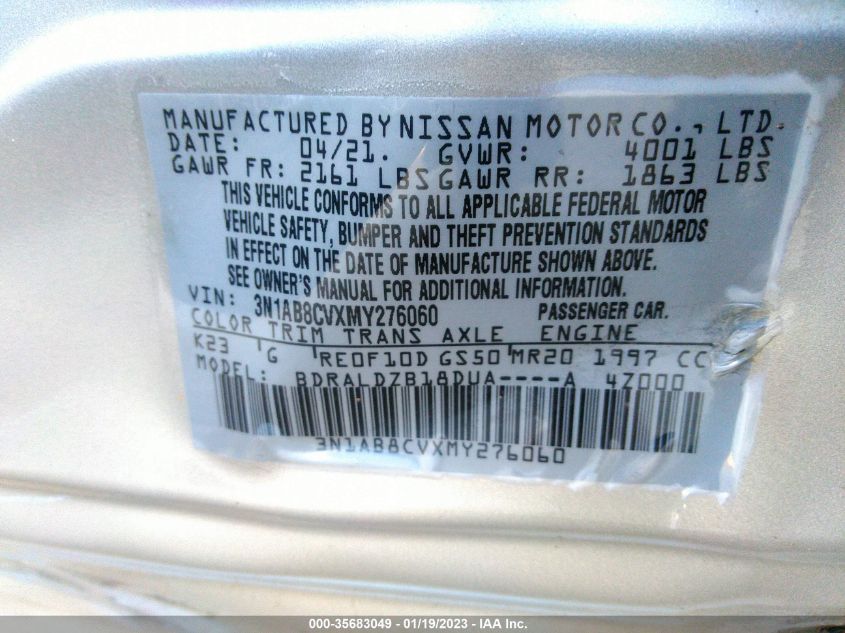 MANUFACTURED BY NISSAN MOTOR CO., LTD.
DATE: 04/21. GVWR: 4001 LBS
GAWR FR: 2161 LBS GAWR RR: 1863 LBS
THIS VEHICLE CONFORMS TO ALL APPLICABLE FEDERAL MOTOR
VEHICLE SAFETY, BUMPER AND THEFT PREVENTION STANDARDS
IN EFFECT ON THE DATE OF MANUFACTURE SHOWN ABOVE.
SEE OWNER'S MANUAL FOR ADDITIONAL INFORMATION.
VIN: 3N1AB8CVXMY276060 PASSENGER CAR.
COLOR TRIM TRANS AXLE ENGINE
K23 G RE0F10D GS50 MR20 1997 CC
MODEL: BDRALDZB18DUA----A 4Z000
3N1AB8CVXMY276060
000-35683049 - 01/19/2023 - IAA Inc.